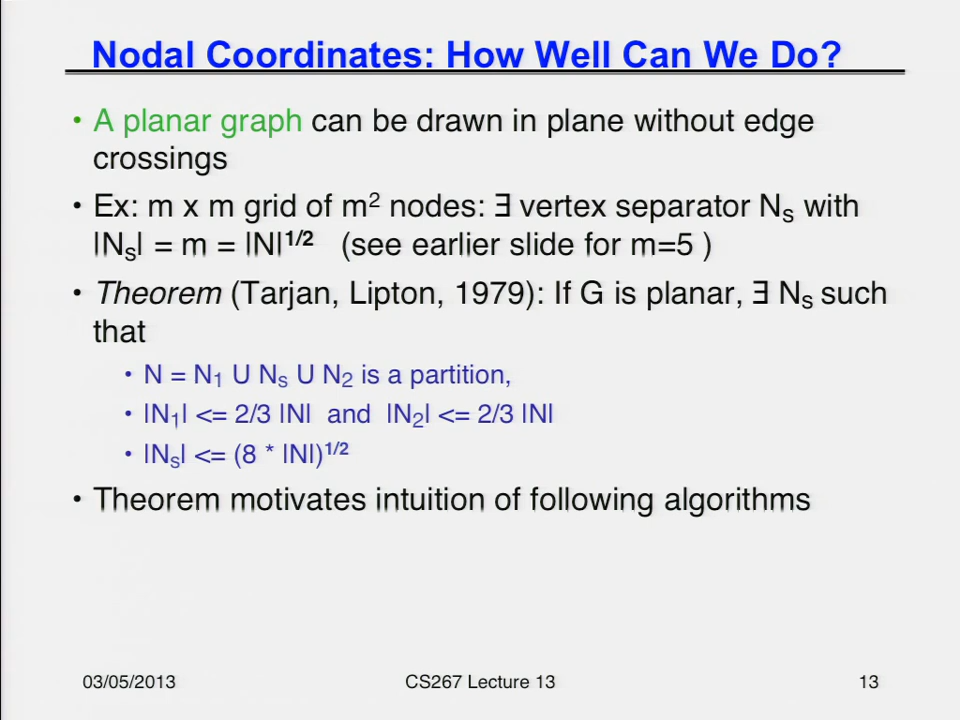 Nodal Coordinates: How Well Can We Do?
• A planar graph can be drawn in plane without edge
crossings
• Ex: m x m grid of m² nodes: ∃ vertex separator Nₛ with
|Nₛ| = m = |N|^1/2 (see earlier slide for m=5 )
• Theorem (Tarjan, Lipton, 1979): If G is planar, ∃ Nₛ such
that
• N = N₁ U Nₛ U N₂ is a partition,
• |N₁| <= 2/3 |N| and |N₂| <= 2/3 |N|
• |Nₛ| <= (8 * |N|)^1/2
• Theorem motivates intuition of following algorithms
03/05/2013 CS267 Lecture 13 13